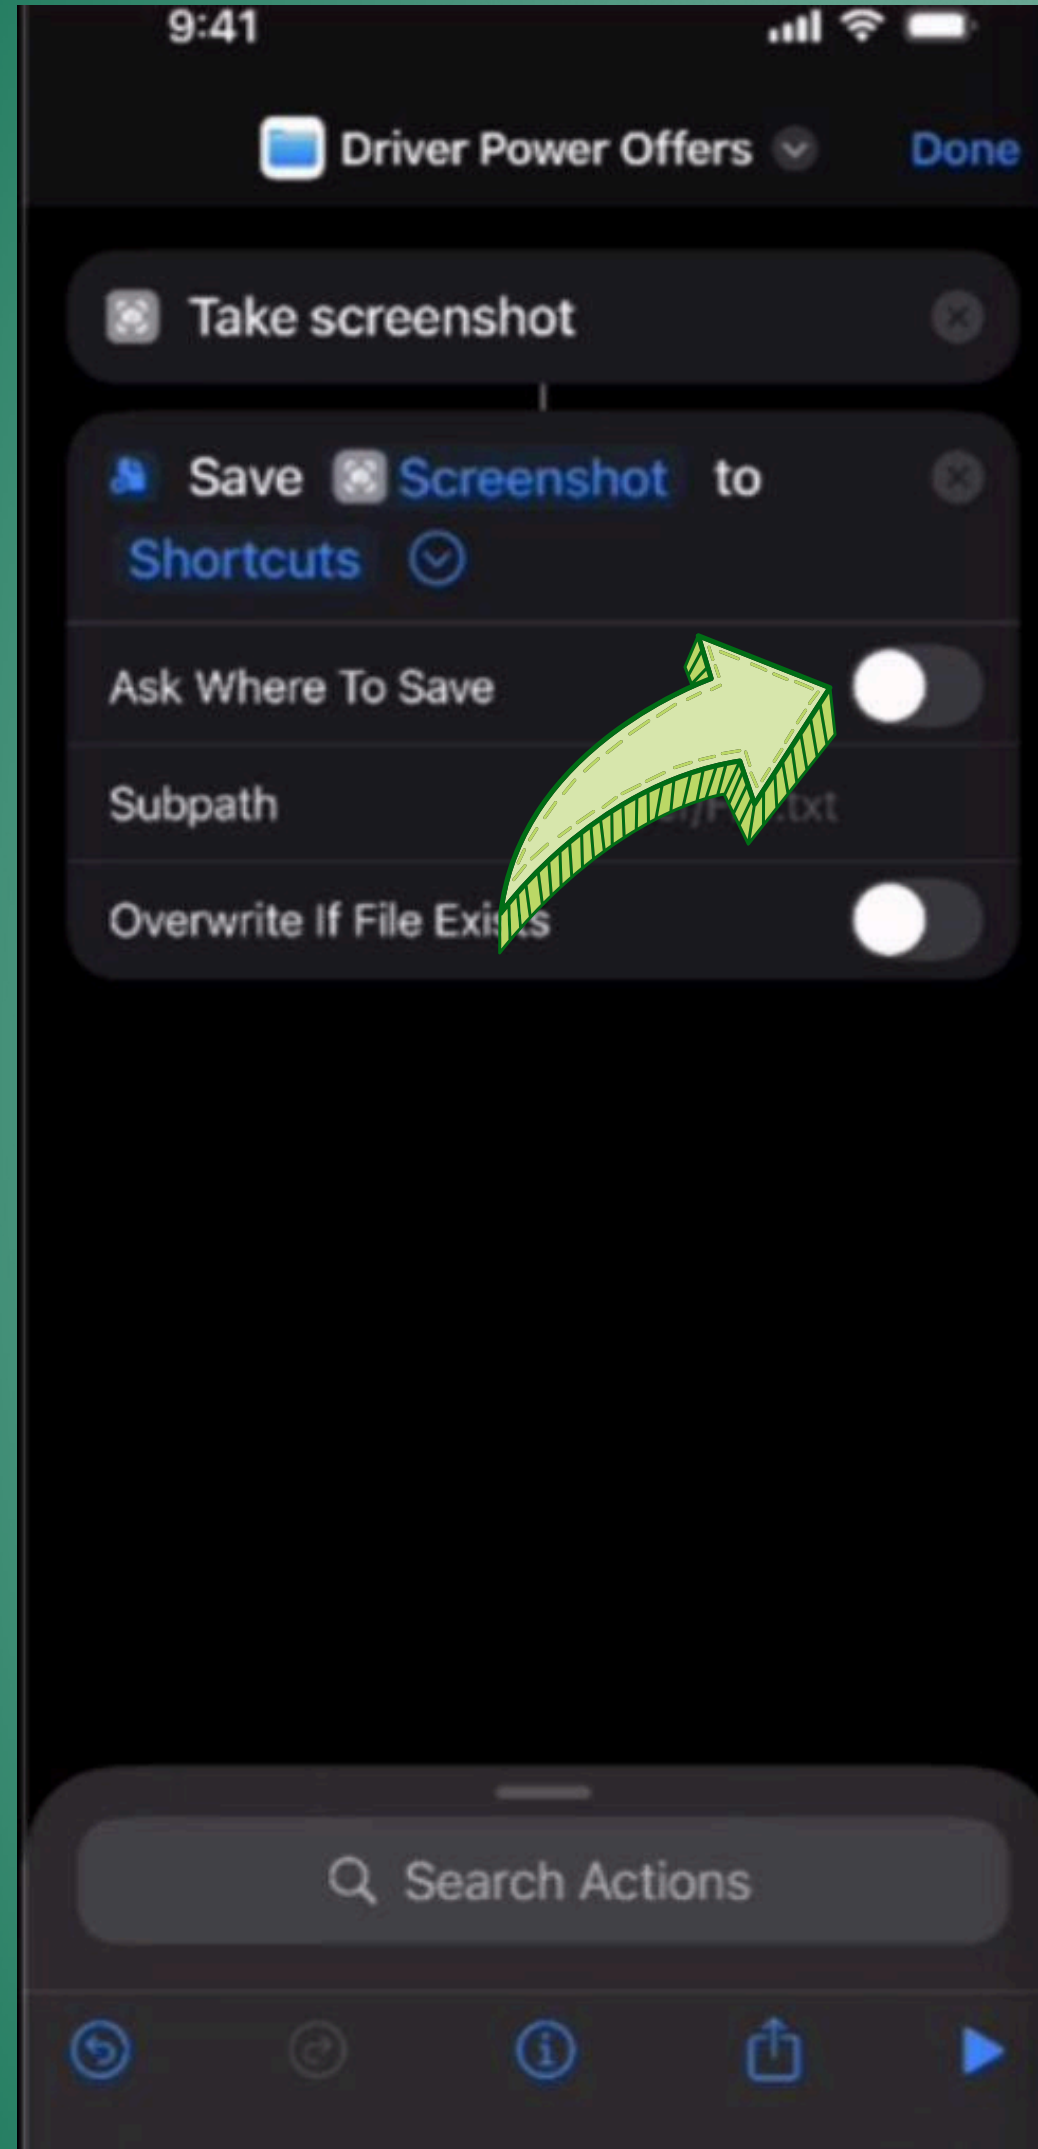 9:41
Driver Power Offers
Done
Take screenshot
Save Screenshot to
Shortcuts
Ask Where To Save
Subpath
Overwrite If File Exists
Search Actions